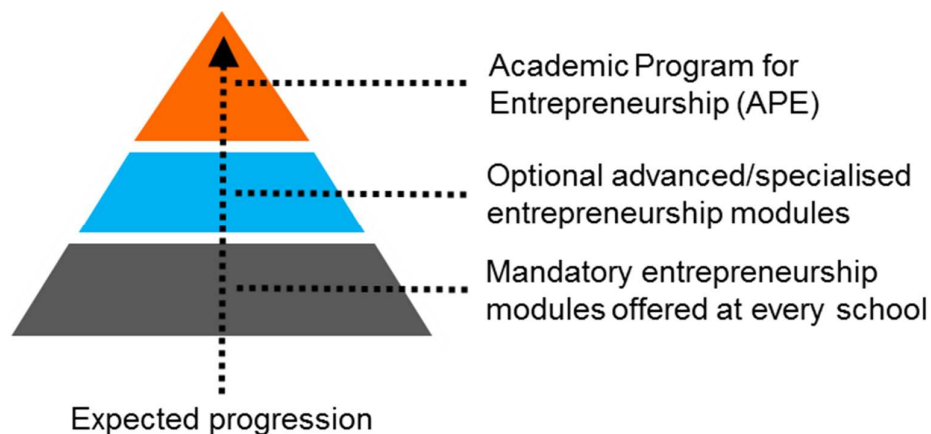 Academic Program for
Entrepreneurship (APE)
Optional advanced/specialised
entrepreneurship modules
Mandatory entrepreneurship
modules offered at every school
Expected progression